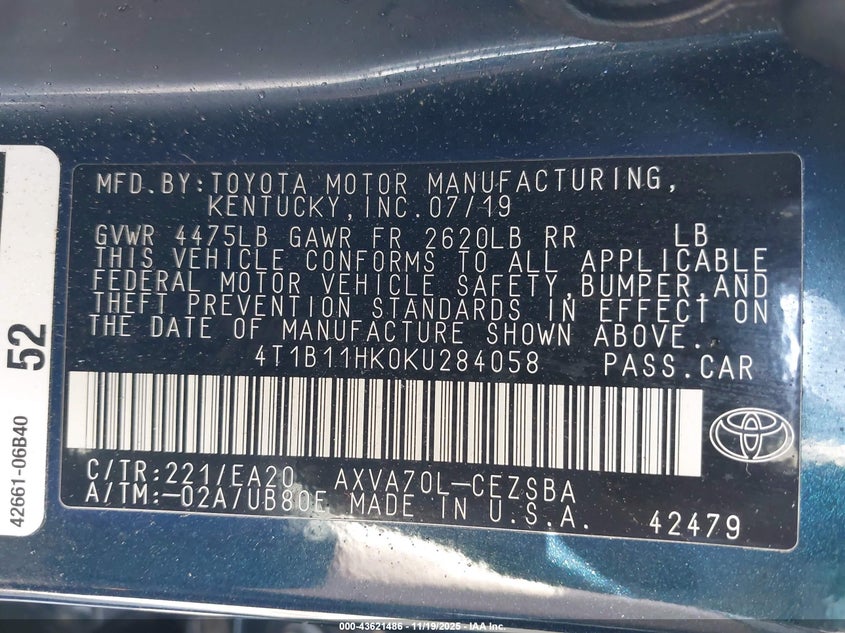 MFD.BY:TOYOTA MOTOR MANUFACTURING,
KENTUCKY,INC.07/19
GVWR 4475LB GAWR FR 2620LB RR LB
THIS VEHICLE CONFORMS TO ALL APPLICABLE
FEDERAL MOTOR VEHICLE SAFETY,BUMPER,AND
THEFT PREVENTION STANDARDS IN EFFECT ON
THE DATE OF MANUFACTURE SHOWN ABOVE.
4T1B11HK0KU284058 PASS.CAR
C/TR:221/EA20 AXVA70L-CEZSBA
A/TM:-02A/UB80E MADE IN U.S.A.
42479
52
42661-06B40
000-43621486 - 11/19/2025 - IAA Inc.